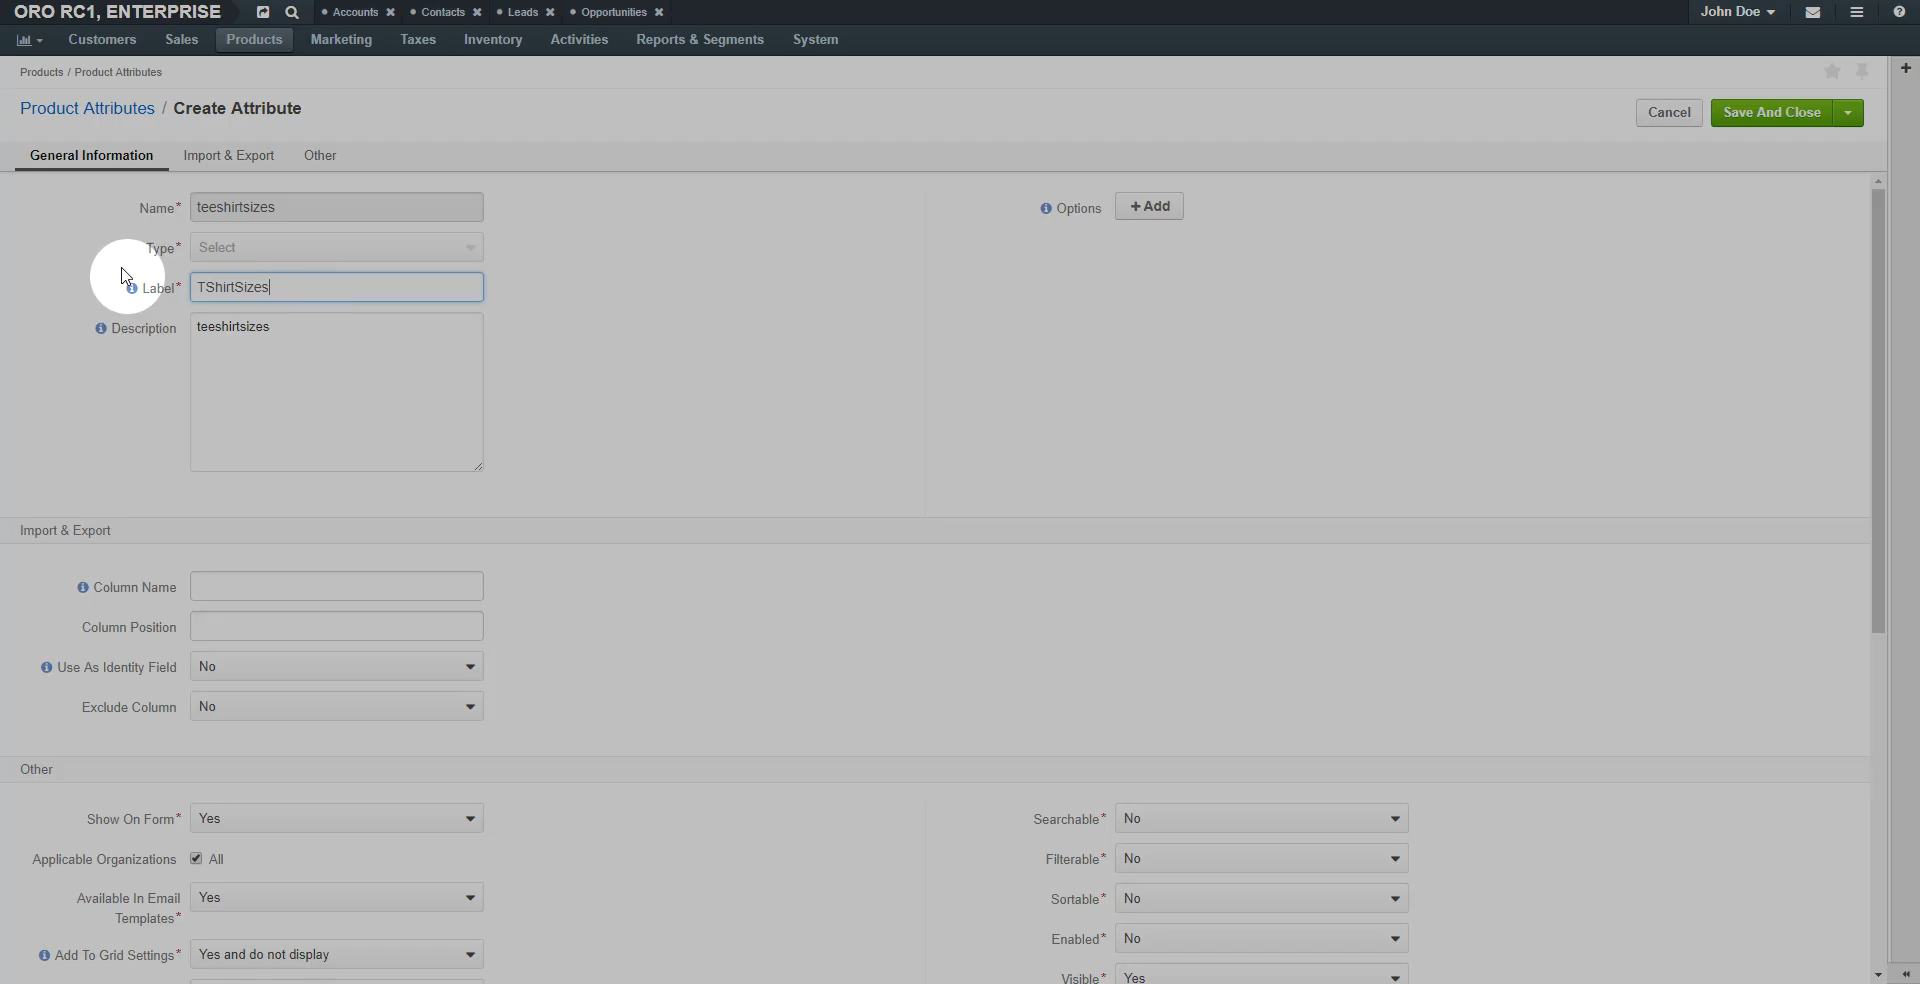 ORO RC1, ENTERPRISE
Accounts
Contacts
Leads
Opportunities
John Doe
Customers
Sales
Products
Marketing
Taxes
Inventory
Activities
Reports & Segments
System
Products / Product Attributes
Product Attributes / Create Attribute
Cancel
Save And Close
General Information
Import & Export
Other
Name*
teeshirtsizes
Options
+ Add
Type*
Select
Label*
TShirtSizes
Description
teeshirtsizes
Import & Export
Column Name
Column Position
Use As Identity Field
No
Exclude Column
No
Other
Show On Form*
Yes
Searchable*
No
Applicable Organizations
All
Filterable*
No
Available In Email
Templates*
Yes
Sortable*
No
Enabled*
No
Add To Grid Settings*
Yes and do not display
Visible*
Yes